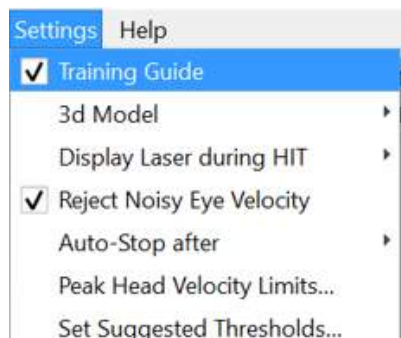 Settings Help
Training Guide
3d Model
Display Laser during HIT
Reject Noisy Eye Velocity
Auto-Stop after
Peak Head Velocity Limits...
Set Suggested Thresholds...